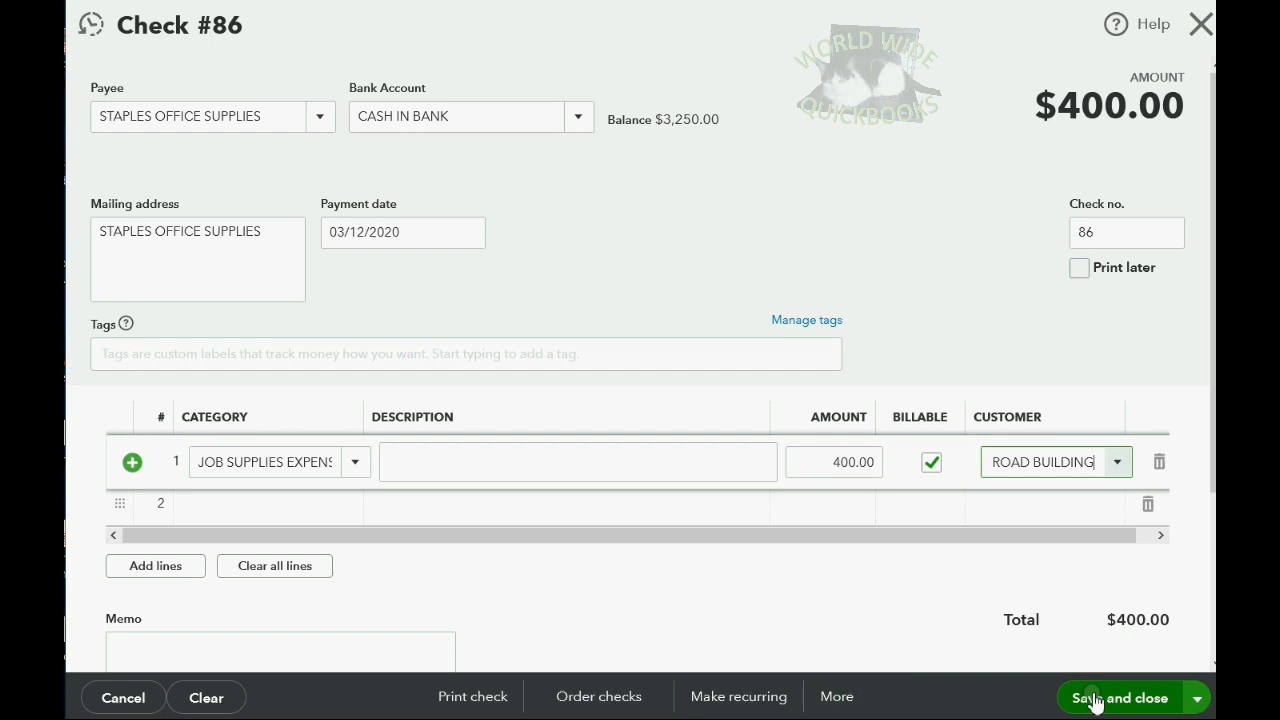 Check #86
Help
WORLD WIDE
QUICKBOOKS
AMOUNT
$400.00
Payee
Bank Account
STAPLES OFFICE SUPPLIES
CASH IN BANK
Balance $3,250.00
Mailing address
Payment date
Check no.
STAPLES OFFICE SUPPLIES
03/12/2020
86
Print later
Tags ?
Manage tags
Tags are custom labels that track money how you want. Start typing to add a tag.
# CATEGORY DESCRIPTION AMOUNT BILLABLE CUSTOMER
1 JOB SUPPLIES EXPENS 400.00 ROAD BUILDING
2
Add lines
Clear all lines
Memo
Total $400.00
Cancel
Clear
Print check
Order checks
Make recurring
More
Save and close